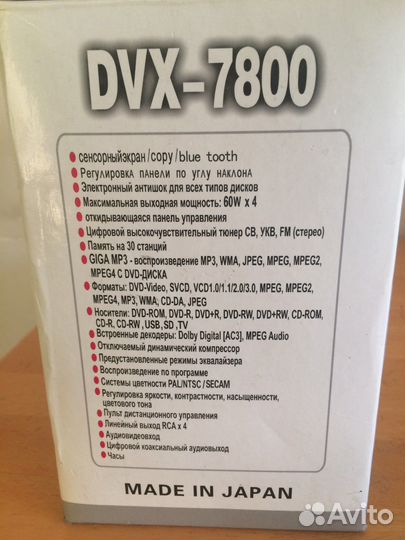 DVX-7800
сенсорныйэкран/copy/blue tooth
Регулировка панели по углу наклона
Электронный антишок для всех типов дисков
Максимальная выходная мощность: 60W x 4
откидывающаяся панель управления
Цифровой высокочувствительный тюнер СВ, УКВ, FM (стерео)
Память на 30 станций
GIGA MP3 - воспроизведение MP3, WMA, JPEG, MPEG, MPEG2,
MPEG4 С DVD-ДИСКА
Форматы: DVD-Video, SVCD, VCD1.0/1.1/2.0/3.0, MPEG, MPEG2,
MPEG4, MP3, WMA, CD-DA, JPEG
Носители: DVD-ROM, DVD-R, DVD+R, DVD-RW, DVD+RW, CD-ROM,
CD-R, CD-RW, USB, SD ,TV
Встроенные декодеры: Dolby Digital [AC3], MPEG Audio
Отключаемый динамический компрессор
Предустановленные режимы эквалайзера
Воспроизведение по программе
Системы цветности PAL/NTSC/SECAM
Регулировка яркости, контрастности, насыщенности,
цветового тона
Пульт дистанционного управления
Линейный выход RCA x 4
Аудиовидеовход
Цифровой коаксиальный аудиовыход
Часы
MADE IN JAPAN
Avito